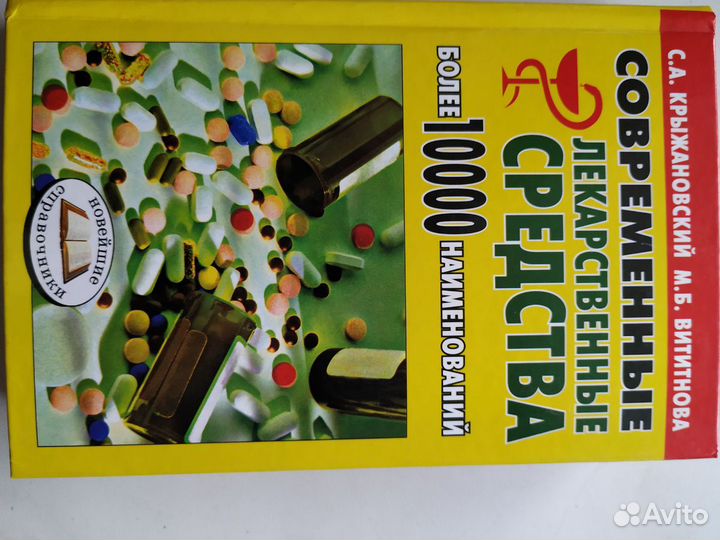 С.А. КРЫЖАНОВСКИЙ М.Б. ВИТИТНОВА
СОВРЕМЕННЫЕ
ЛЕКАРСТВЕННЫЕ
СРЕДСТВА
БОЛЕЕ 10000 НАИМЕНОВАНИЙ
новейшие
справочники
Avito